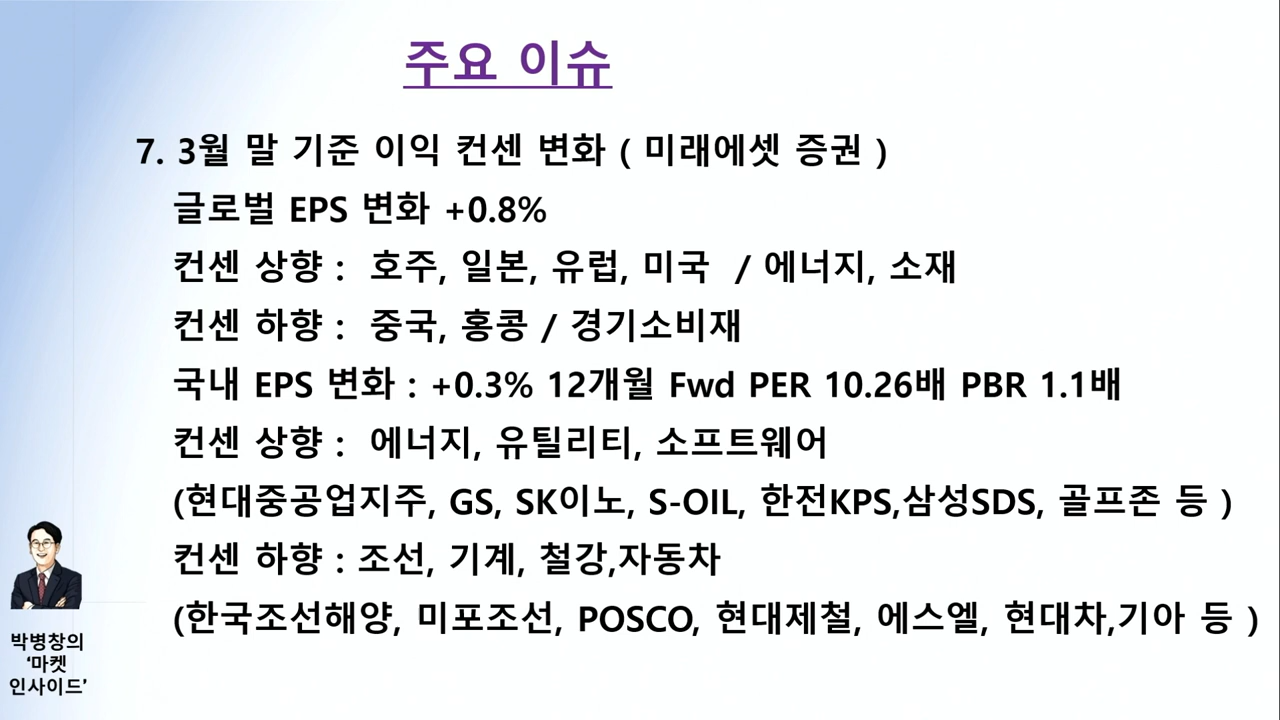 주요 이슈
7. 3월 말 기준 이익 컨센 변화 ( 미래에셋 증권 )
글로벌 EPS 변화 +0.8%
컨센 상향 : 호주, 일본, 유럽, 미국 / 에너지, 소재
컨센 하향 : 중국, 홍콩 / 경기소비재
국내 EPS 변화 : +0.3% 12개월 Fwd PER 10.26배 PBR 1.1배
컨센 상향 : 에너지, 유틸리티, 소프트웨어
(현대중공업지주, GS, SK이노, S-OIL, 한전KPS,삼성SDS, 골프존 등 )
컨센 하향 : 조선, 기계, 철강,자동차
(한국조선해양, 미포조선, POSCO, 현대제철, 에스엘, 현대차,기아 등 )
박병창의
‘마켓
인사이드’